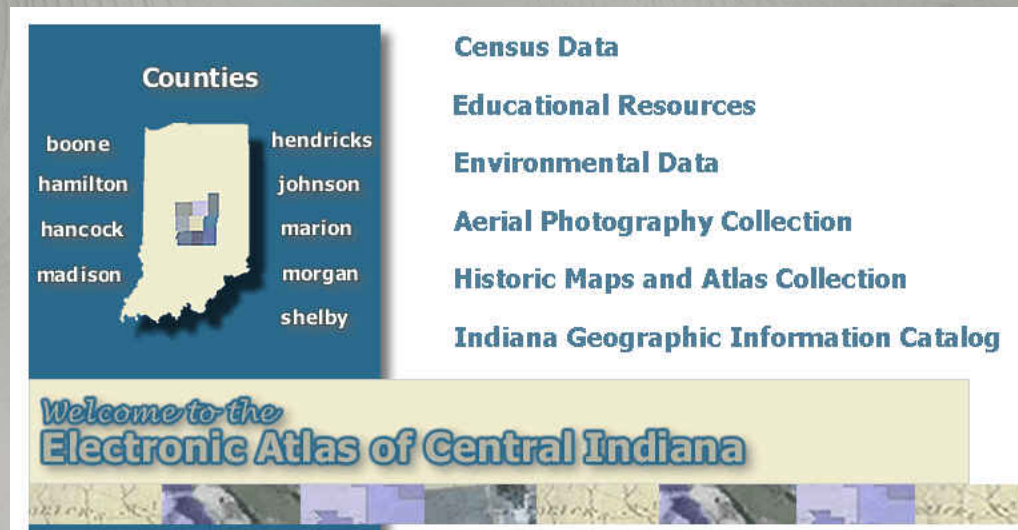 Counties
boone
hamilton
hancock
madison
hendricks
johnson
marion
morgan
shelby
Census Data
Educational Resources
Environmental Data
Aerial Photography Collection
Historic Maps and Atlas Collection
Indiana Geographic Information Catalog
Welcome to the
Electronic Atlas of Central Indiana